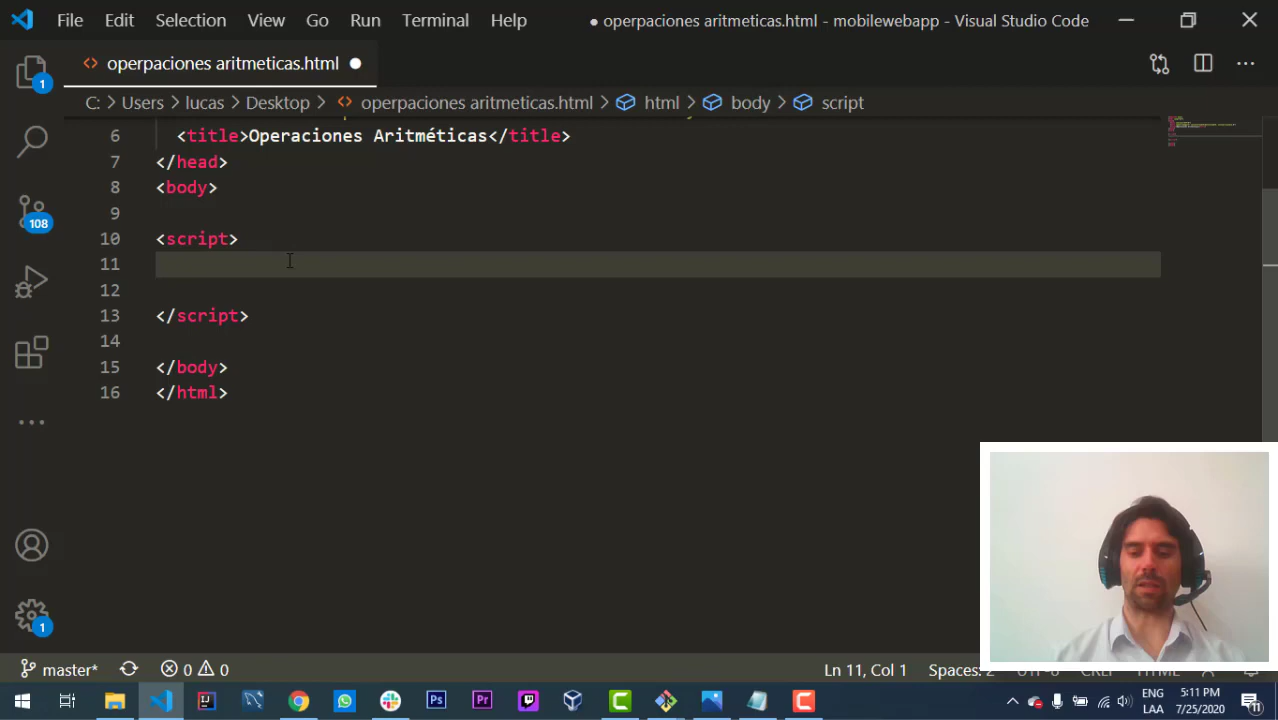 File Edit Selection View Go Run Terminal Help ● operpaciones aritmeticas.html - mobilewebapp - Visual Studio Code
<> operpaciones aritmeticas.html ●
C: > Users > lucas > Desktop > <> operpaciones aritmeticas.html > html > body > script
6 <title>Operaciones Aritméticas</title>
7 </head>
8 <body>
9
10 <script>
11
12
13 </script>
14
15 </body>
16 </html>
1
108
1
master* 0 0 Ln 11, Col 1 Spaces: 2
Ps Pr ENG 5:11 PM
LAA 7/25/2020 11